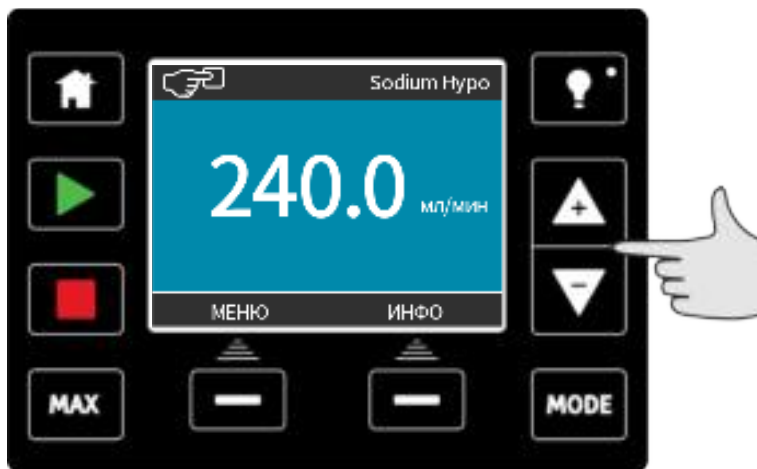 Sodium Hypo
240.0 мл/мин
МЕНЮ ИНФО
+
−
MAX MODE